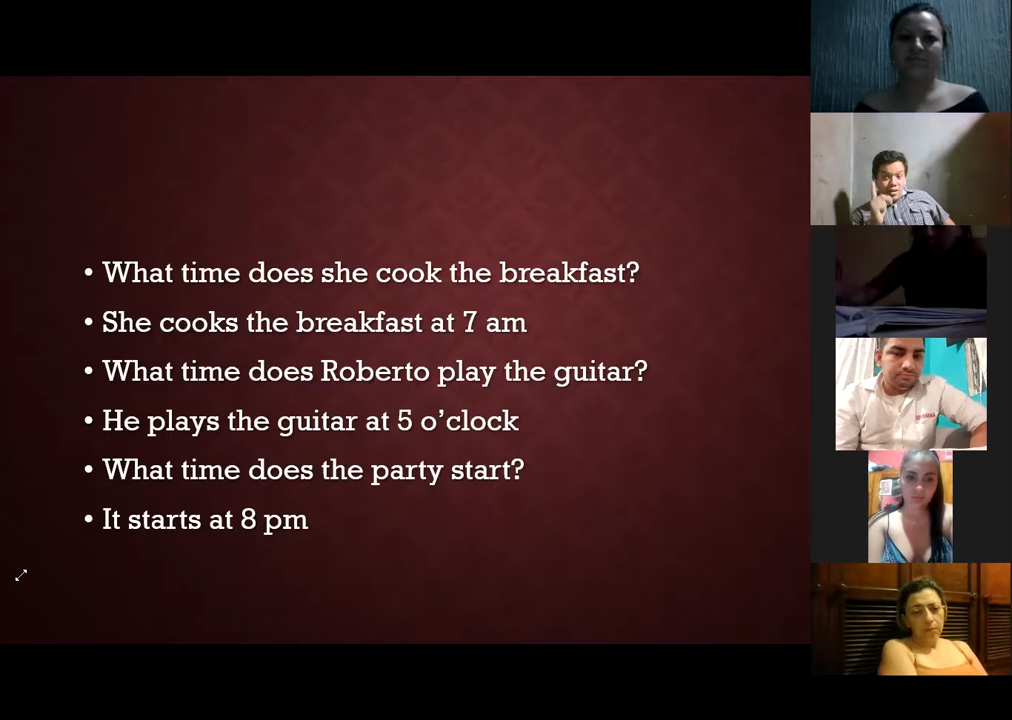 • What time does she cook the breakfast?
• She cooks the breakfast at 7 am
• What time does Roberto play the guitar?
• He plays the guitar at 5 o’clock
• What time does the party start?
• It starts at 8 pm